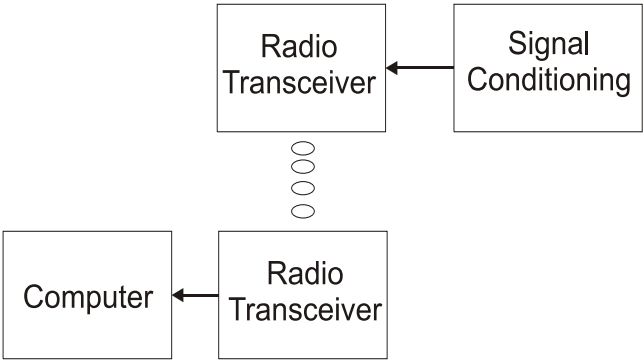 Radio
Transceiver
Signal
Conditioning
Computer
Radio
Transceiver